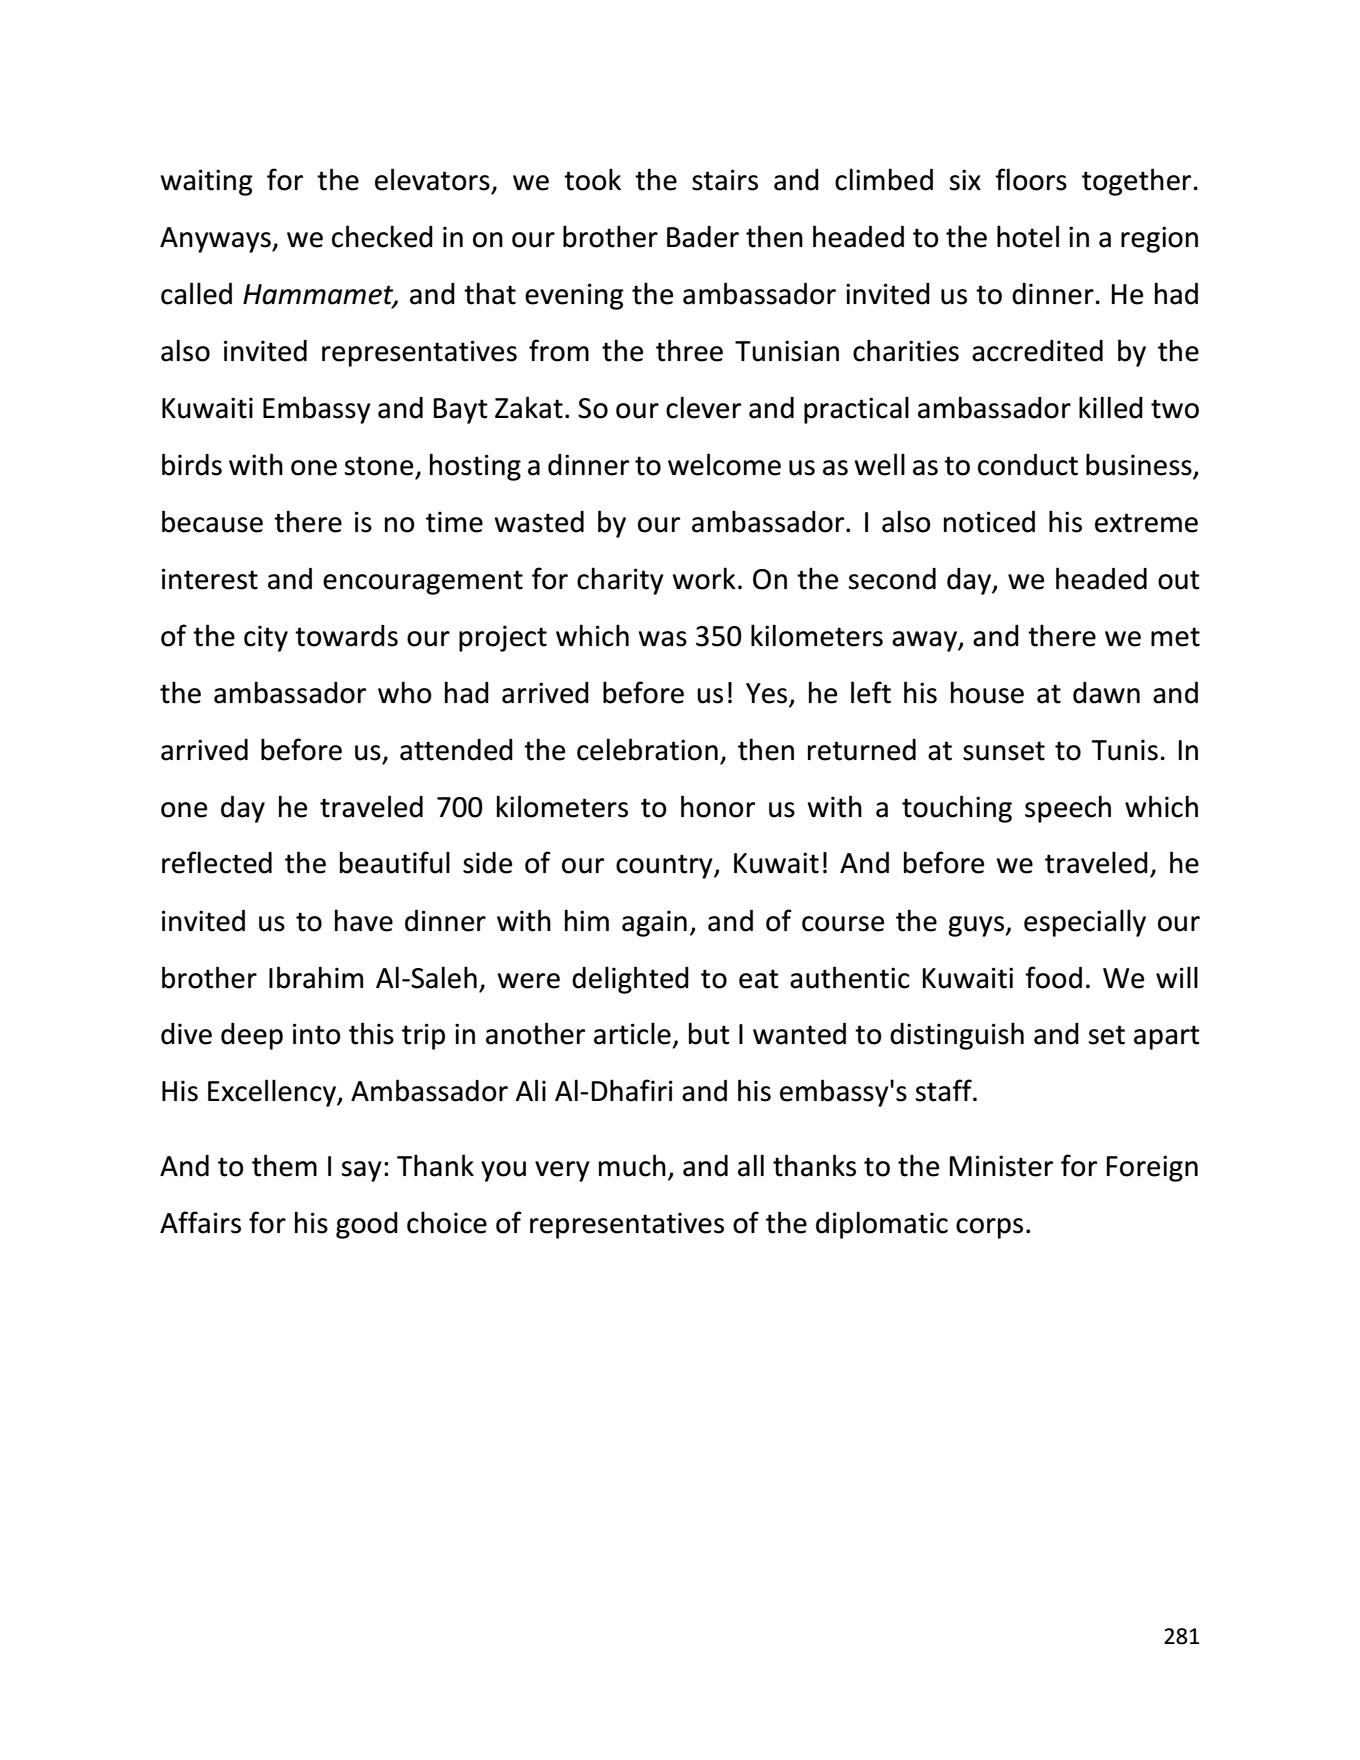 waiting for the elevators, we took the stairs and climbed six floors together.
Anyways, we checked in on our brother Bader then headed to the hotel in a region
called Hammamet, and that evening the ambassador invited us to dinner. He had
also invited representatives from the three Tunisian charities accredited by the
Kuwaiti Embassy and Bayt Zakat. So our clever and practical ambassador killed two
birds with one stone, hosting a dinner to welcome us as well as to conduct business,
because there is no time wasted by our ambassador. I also noticed his extreme
interest and encouragement for charity work. On the second day, we headed out
of the city towards our project which was 350 kilometers away, and there we met
the ambassador who had arrived before us! Yes, he left his house at dawn and
arrived before us, attended the celebration, then returned at sunset to Tunis. In
one day he traveled 700 kilometers to honor us with a touching speech which
reflected the beautiful side of our country, Kuwait! And before we traveled, he
invited us to have dinner with him again, and of course the guys, especially our
brother Ibrahim Al-Saleh, were delighted to eat authentic Kuwaiti food. We will
dive deep into this trip in another article, but I wanted to distinguish and set apart
His Excellency, Ambassador Ali Al-Dhafiri and his embassy's staff.
And to them I say: Thank you very much, and all thanks to the Minister for Foreign
Affairs for his good choice of representatives of the diplomatic corps.
281